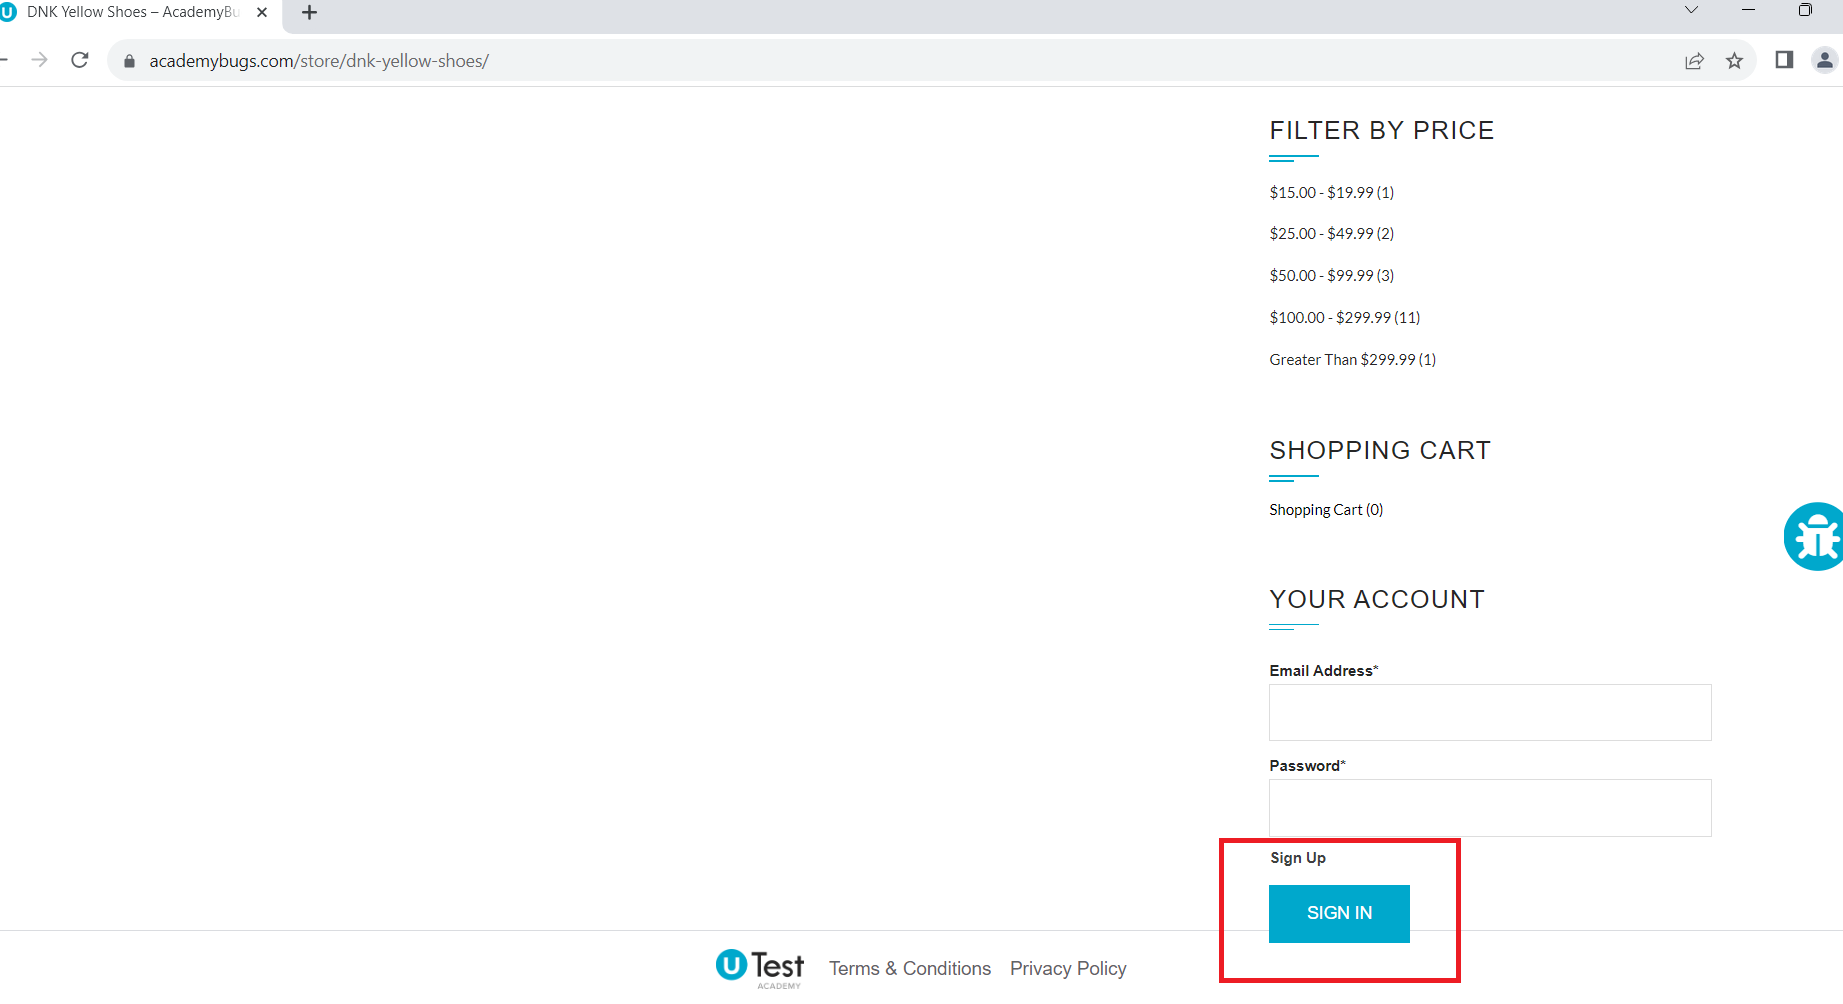 DNK Yellow Shoes – AcademyBu
academybugs.com/store/dnk-yellow-shoes/
FILTER BY PRICE
$15.00 - $19.99 (1)
$25.00 - $49.99 (2)
$50.00 - $99.99 (3)
$100.00 - $299.99 (11)
Greater Than $299.99 (1)
SHOPPING CART
Shopping Cart (0)
YOUR ACCOUNT
Email Address*
Password*
Sign Up
SIGN IN
U Test
ACADEMY
Terms & Conditions
Privacy Policy